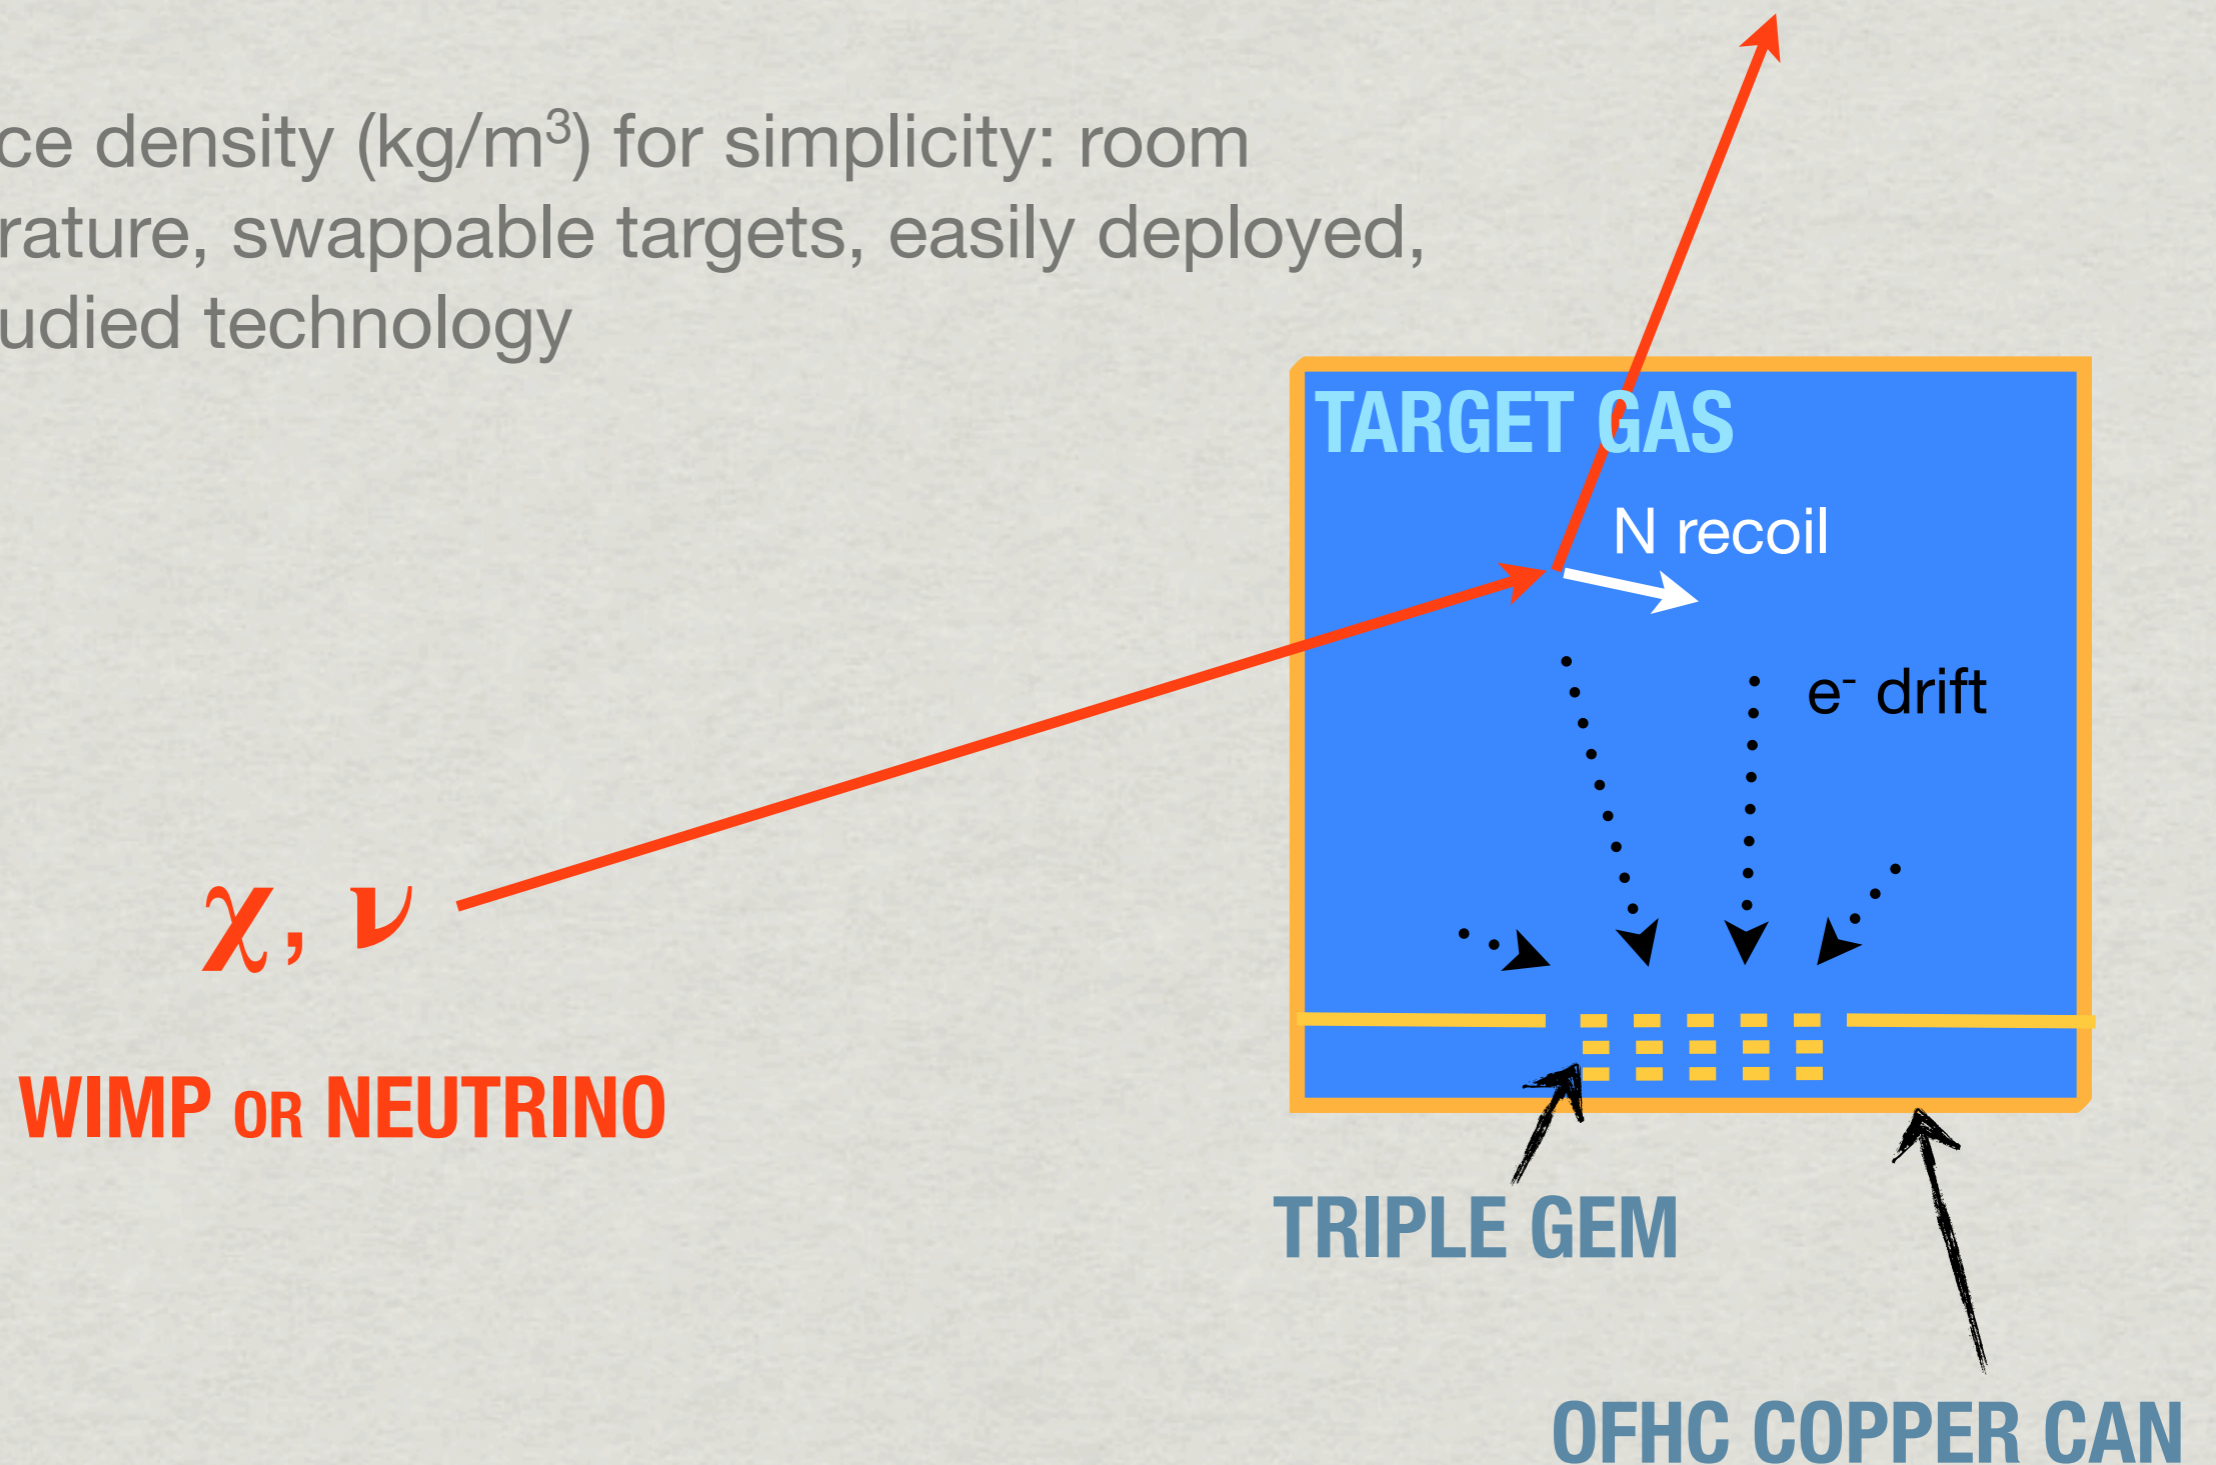 ce density (kg/m³) for simplicity: room
rature, swappable targets, easily deployed,
udied technology
TARGET GAS
N recoil
e⁻ drift
χ, ν
WIMP OR NEUTRINO
TRIPLE GEM
OFHC COPPER CAN